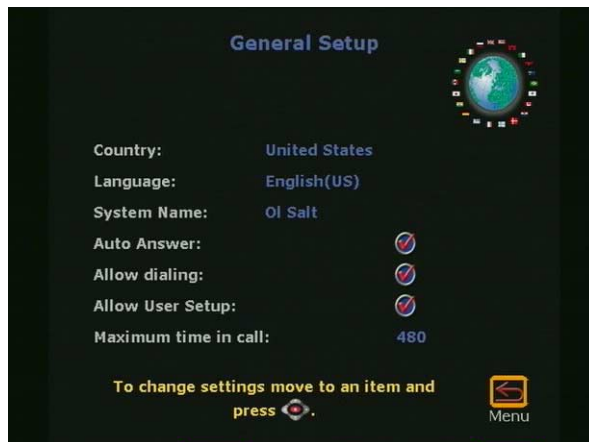 General Setup
Country: United States
Language: English(US)
System Name: Ol Salt
Auto Answer:
Allow dialing:
Allow User Setup:
Maximum time in call: 480
To change settings move to an item and
press .
Menu